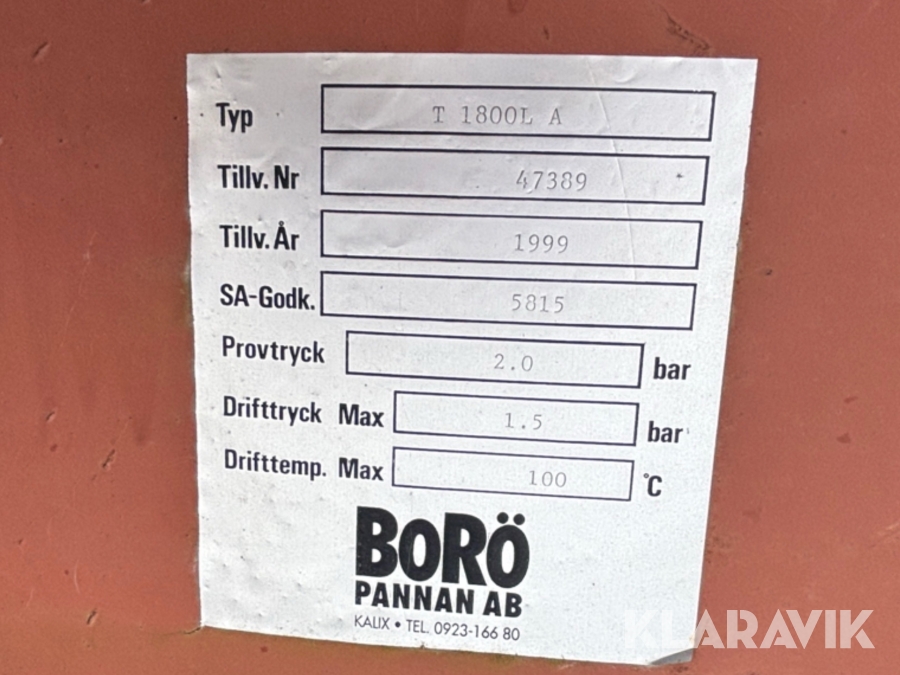 Typ T 1800L A
Tillv. Nr 47389
Tillv. År 1999
SA-Godk. 5815
Provtryck 2.0 bar
Drifttryck Max 1.5 bar
Drifttemp. Max 100 °C
BORÖ
PANNAN AB
KALIX • TEL. 0923-166 80
KLARAVIK